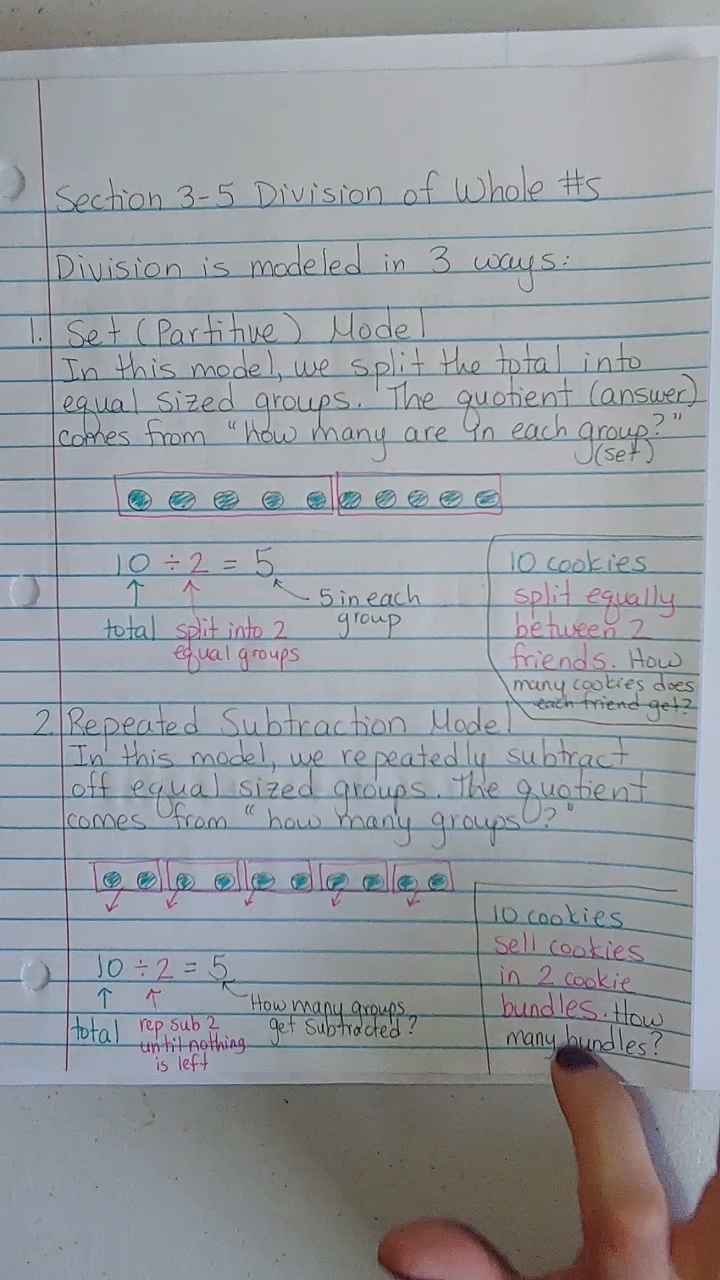 Section 3-5 Division of Whole #s
Division is modeled in 3 ways:
1. Set (Partitive) Model
In this model, we split the total into
equal sized groups. The quotient (answer)
comes from "how many are in each group?"
(set)
10 ÷ 2 = 5
5 in each
group
total
split into 2
equal groups
10 cookies
split equally
between 2
friends. How
many cookies does
each friend get?
2. Repeated Subtraction Model
In this model, we repeatedly subtract
off equal sized groups. The quotient
comes from "how many groups?"
10 ÷ 2 = 5
How many groups
get subtracted?
total
rep sub 2
until nothing
is left
10 cookies
sell cookies
in 2 cookie
bundles. How
many bundles?